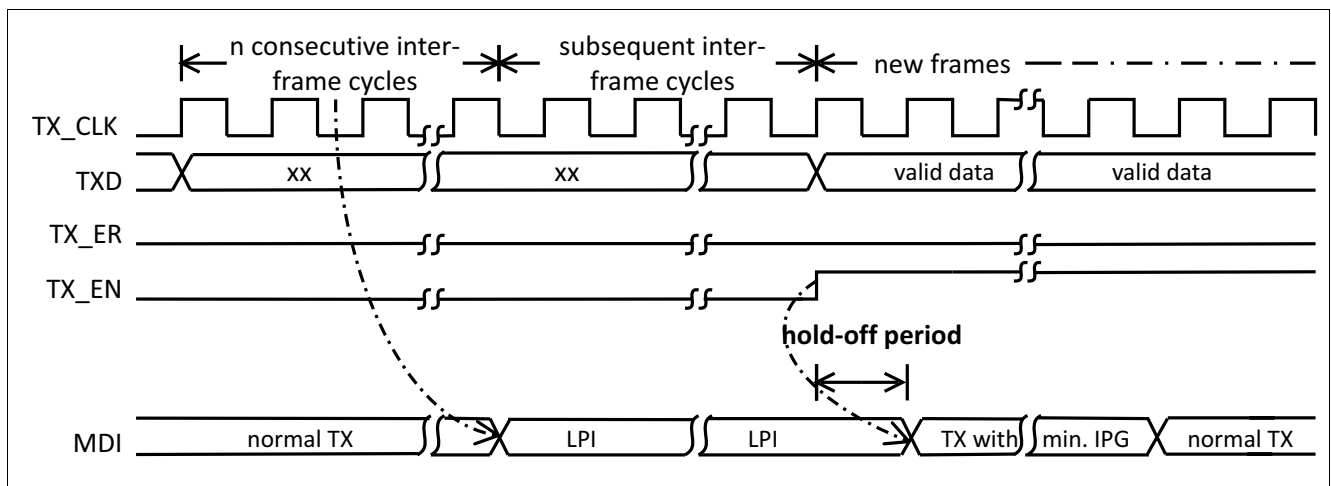 n consecutive inter-
frame cycles
subsequent inter-
frame cycles
new frames
TX_CLK
TXD
xx
xx
valid data
valid data
TX_ER
TX_EN
hold-off period
MDI
normal TX
LPI
LPI
TX with
min. IPG
normal TX